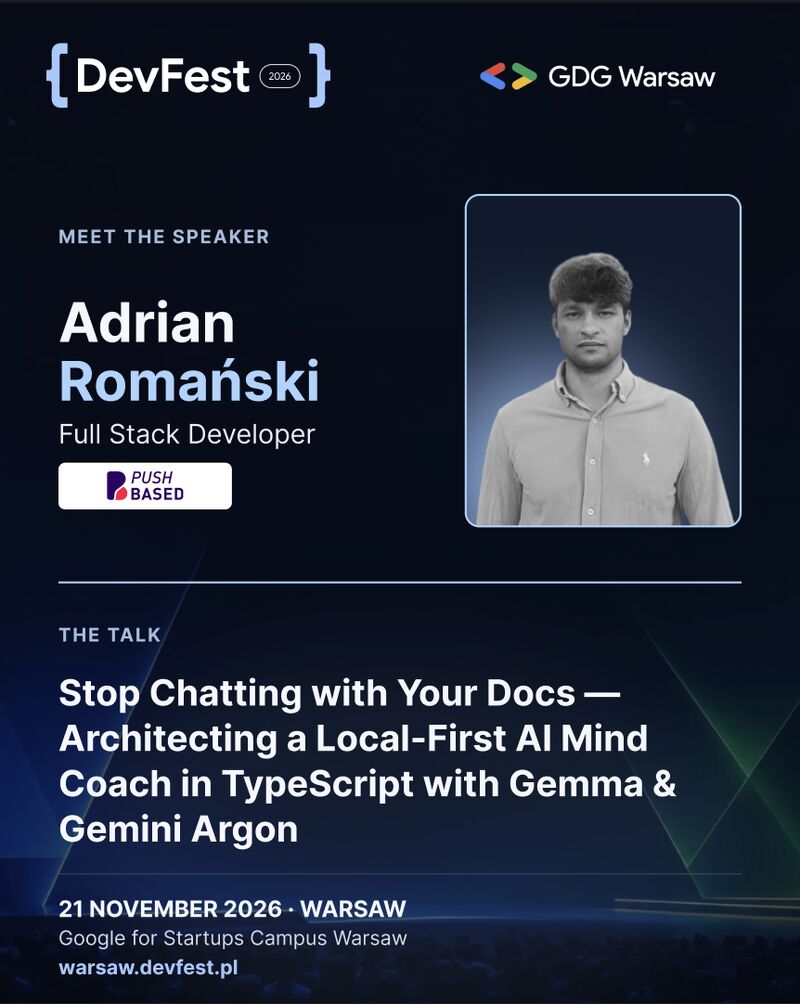 DevFest 2026
GDG Warsaw
MEET THE SPEAKER
Adrian
Romański
Full Stack Developer
PUSH
BASED
THE TALK
Stop Chatting with Your Docs —
Architecting a Local-First AI Mind
Coach in TypeScript with Gemma &
Gemini Argon
21 NOVEMBER 2026 · WARSAW
Google for Startups Campus Warsaw
warsaw.devfest.pl